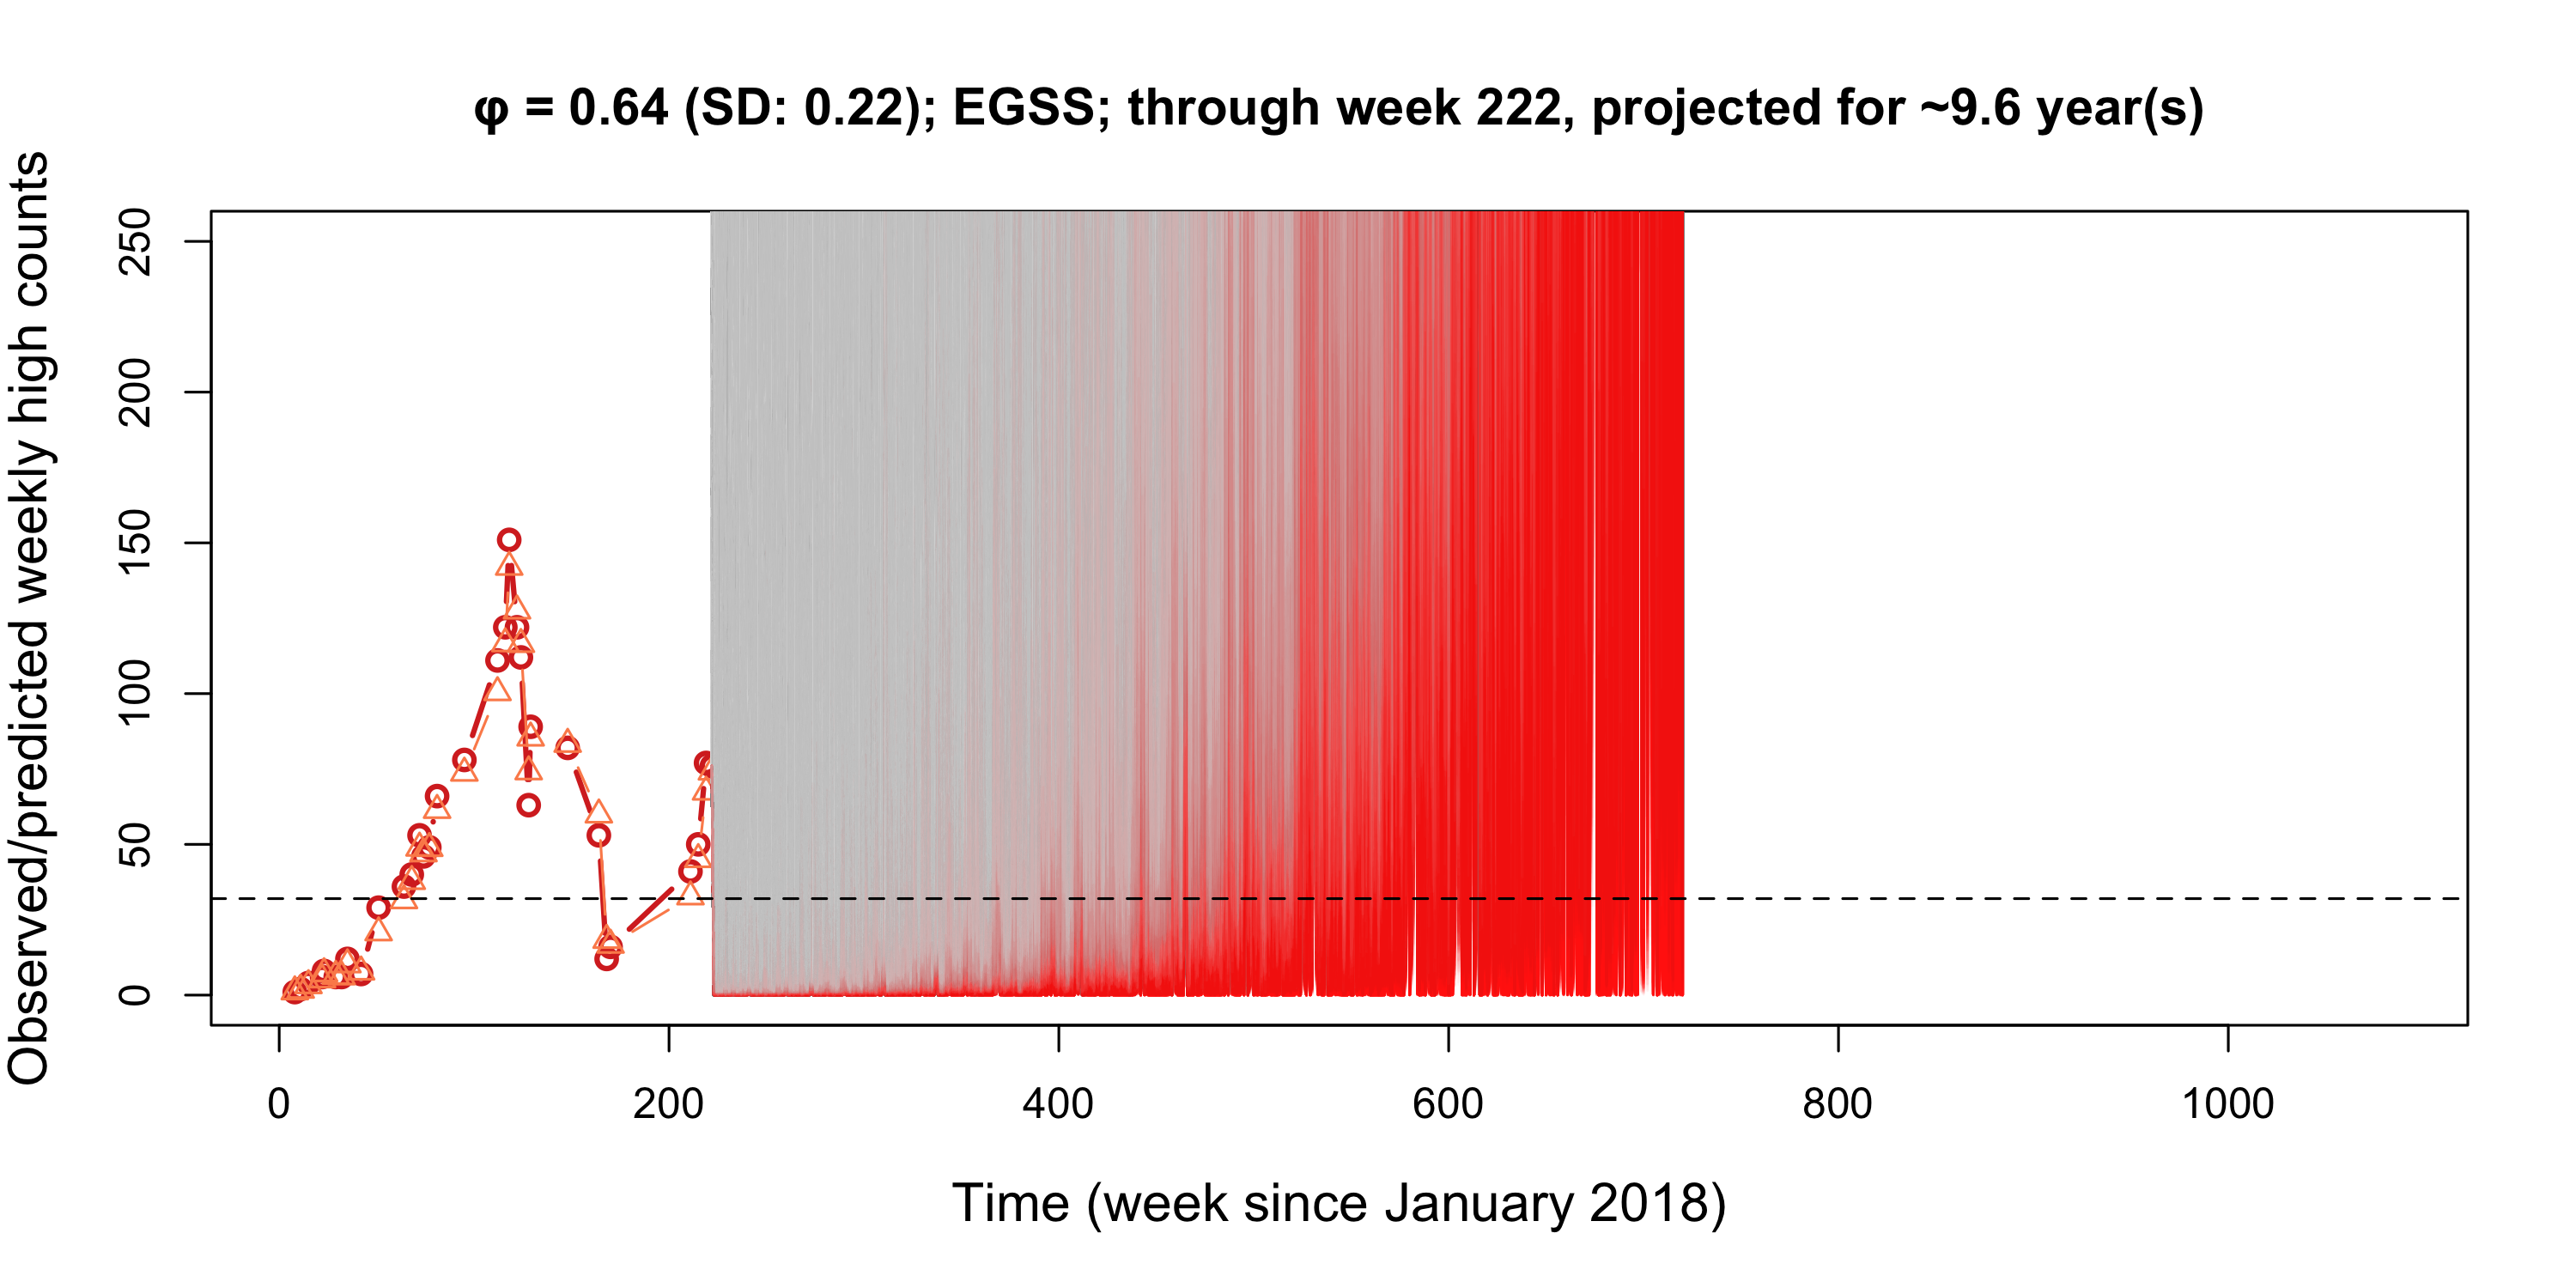 φ = 0.64 (SD: 0.22); EGSS; through week 222, projected for ~9.6 year(s)
Observed/predicted weekly high counts
250
200
150
100
50
0
0 200 400 600 800 1000
Time (week since January 2018)